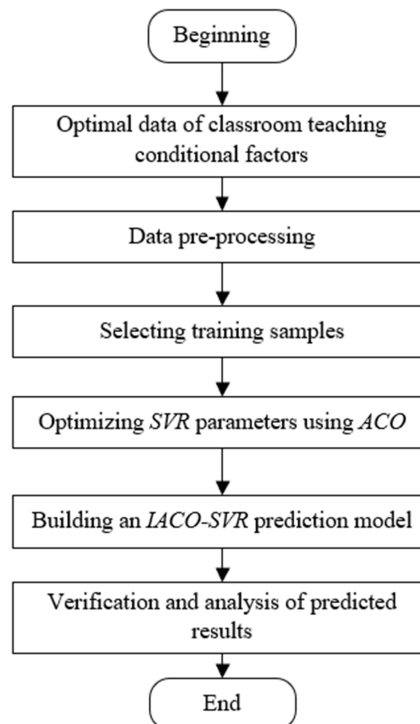 Beginning
Optimal data of classroom teaching
conditional factors
Data pre-processing
Selecting training samples
Optimizing SVR parameters using ACO
Building an IACO-SVR prediction model
Verification and analysis of predicted
results
End